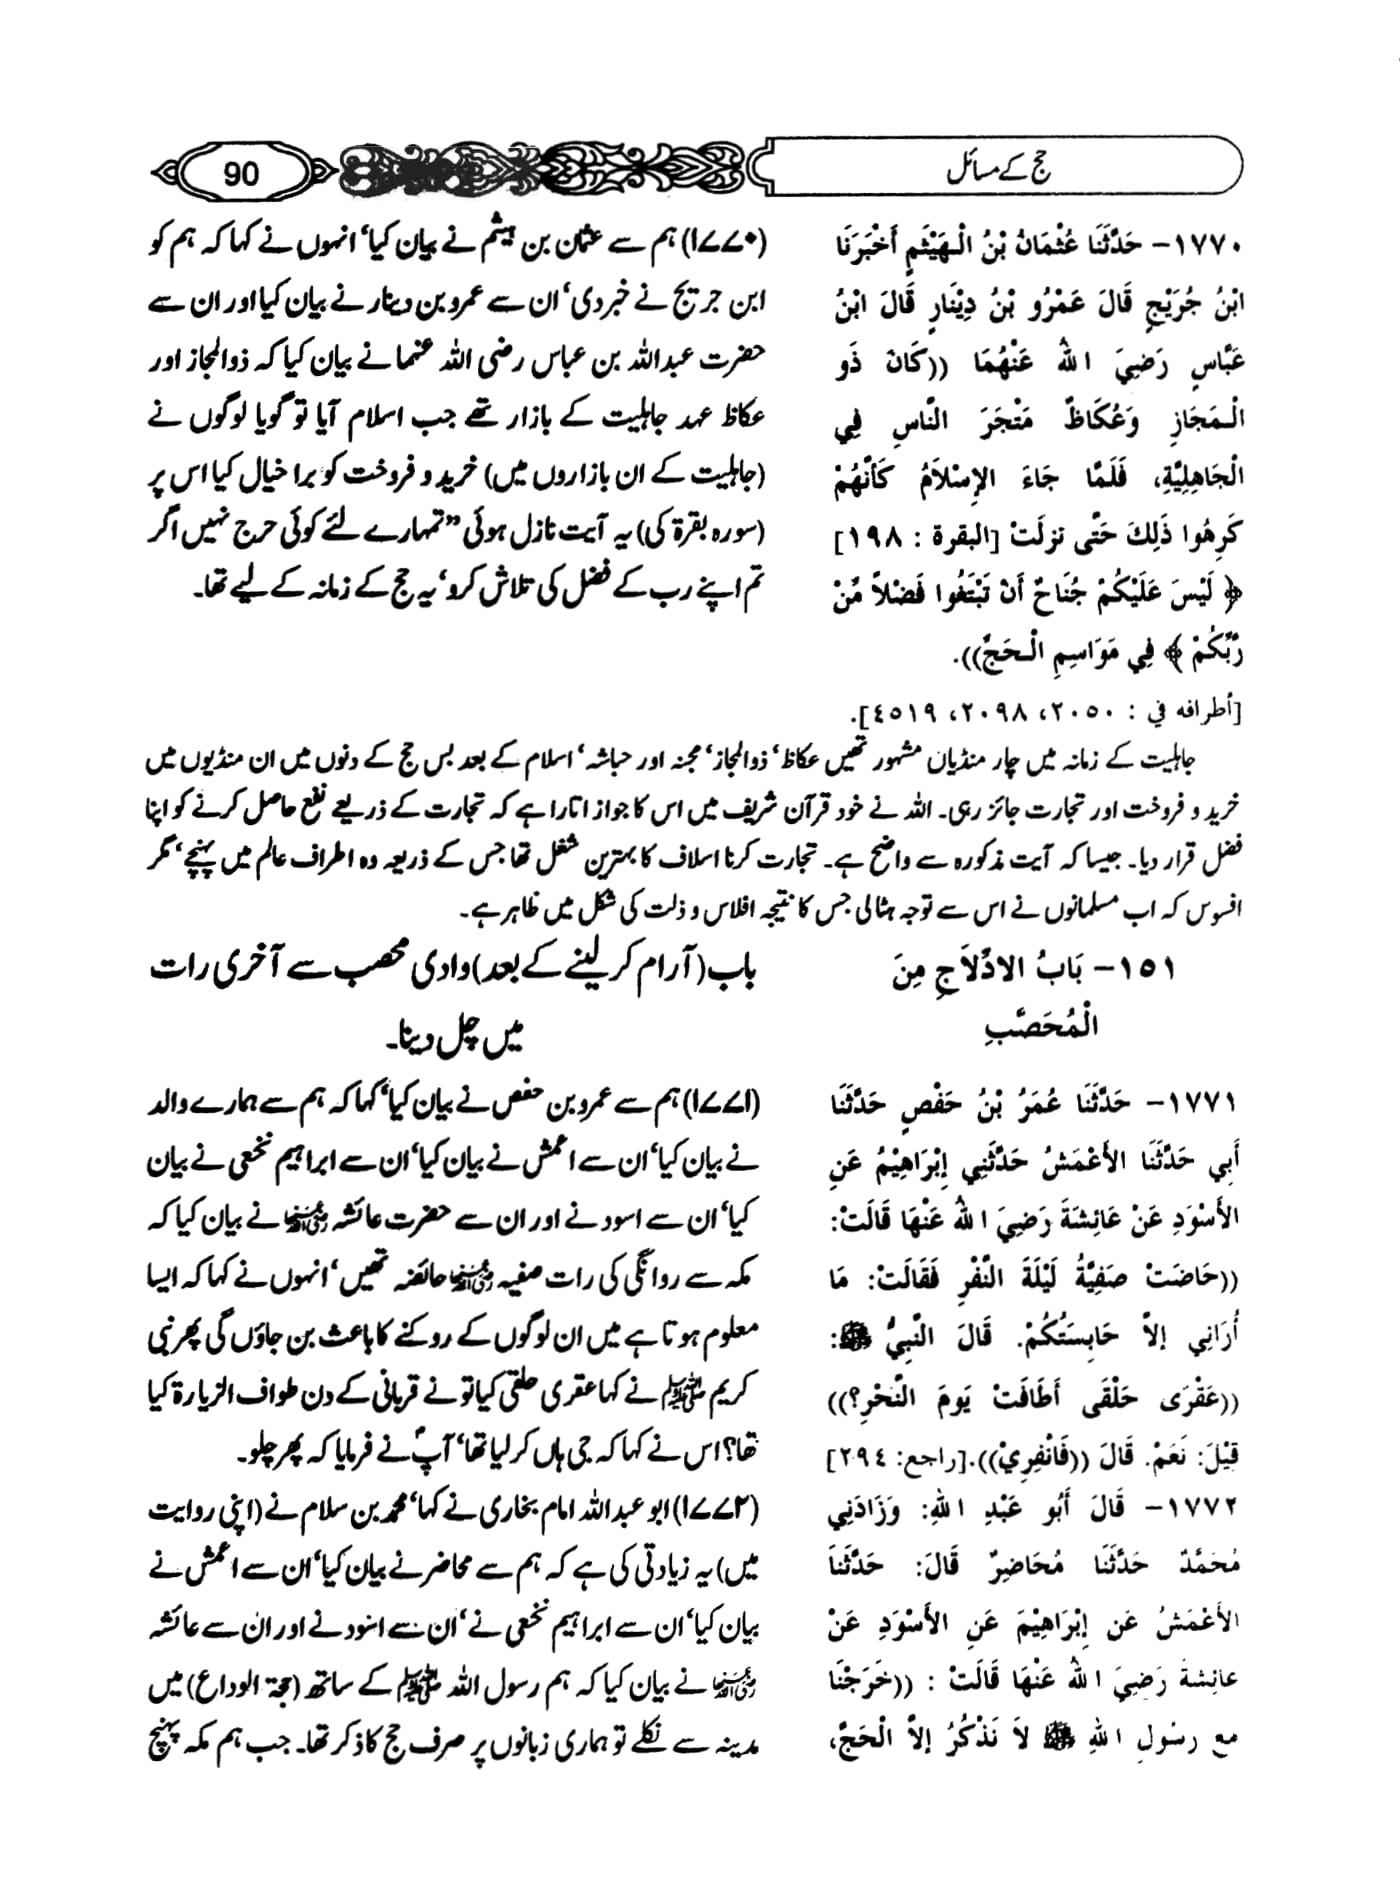 حج کے مسائل
90
١٧٧٠- حَدَّثَنَا عُثْمَانُ بْنُ الْهَيْثَمِ أَخْبَرَنَا
ابْنُ جُرَيْجٍ قَالَ عَمْرُو بْنُ دِيْنَارٍ قَالَ ابْنُ
عَبَّاسٍ رَضِيَ اللهُ عَنْهُمَا ((كَانَ ذَو
الْمَجَازِ وَعُكَاظٌ مَتْجَرَ النَّاسِ فِي
الْجَاهِلِيَّةِ، فَلَمَّا جَاءَ الإِسْلاَمُ كَأَنَّهُمْ
كَرِهُوا ذَلِكَ حَتَّى نزلَتْ [البقرة : ١٩٨]
﴿ لَيْسَ عَلَيْكُمْ جُنَاحٌ أَنْ تَبْتَغُوا فَضْلاً مِّنْ
رَّبِّكُمْ ﴾ فِي مَوَاسِمِ الْحَجِّ)).
[أطرافه في : ٢٠٥٠، ٢٠٩٨، ٤٥١٩].
(۱۷۷۰) ہم سے عثمان بن ہیثم نے بیان کیا‘ انہوں نے کہا کہ ہم کو
ابن جریج نے خبر دی‘ ان سے عمرو بن دینار نے بیان کیا اور ان سے
حضرت عبداللہ بن عباس رضی اللہ عنہما نے بیان کیا کہ ذوالمجاز اور
عکاظ عہد جاہلیت کے بازار تھے جب اسلام آیا تو گویا لوگوں نے
(جاہلیت کے ان بازاروں میں) خرید و فروخت کو برا خیال کیا اس پر
(سورہ بقرۃ کی) یہ آیت نازل ہوئی ”تمہارے لئے کوئی حرج نہیں اگر
تم اپنے رب کے فضل کی تلاش کرو‘ یہ حج کے زمانہ کے لیے تھا۔
جاہلیت کے زمانہ میں چار منڈیاں مشہور تھیں عکاظ‘ ذوالمجاز‘ مجنہ اور حباشہ‘ اسلام کے بعد بس حج کے دنوں میں ان منڈیوں میں
خرید و فروخت اور تجارت جائز رہی۔ اللہ نے خود قرآن شریف میں اس کا جواز اتارا ہے کہ تجارت کے ذریعے نفع حاصل کرنے کو اپنا
فضل قرار دیا۔ جیسا کہ آیت مذکورہ سے واضح ہے۔ تجارت کرنا اسلاف کا بہترین شغل تھا جس کے ذریعہ وہ اطراف عالم میں پہنچے‘ مگر
افسوس کہ اب مسلمانوں نے اس سے توجہ ہٹا لی جس کا نتیجہ افلاس و ذلت کی شکل میں ظاہر ہے۔
١٥١- بَابُ الادِّلاَجِ مِنَ
الْمُحَصَّبِ
باب (آرام کر لینے کے بعد) وادی محصب سے آخری رات
میں چل دینا۔
١٧٧١- حَدَّثَنَا عُمَرُ بْنُ حَفْصٍ حَدَّثَنَا
أَبِي حَدَّثَنَا الأَعْمَشُ حَدَّثَنِي إِبْرَاهِيْمُ عَنِ
الأَسْوَدِ عَنْ عَائِشَةَ رَضِيَ اللهُ عَنْهَا قَالَتْ:
((حَاضَتْ صَفِيَّةُ لَيْلَةَ النَّفْرِ فَقَالَتْ: مَا
أُرَانِي إِلاَّ حَابِسَتَكُمْ. قَالَ النَّبِيُّ ﷺ:
((عَقْرَى حَلْقَى أَطَافَتْ يَومَ النَّحْرِ؟))
قِيْلَ: نَعَمْ. قَالَ ((فَانْفِرِيْ)).[راجع: ٢٩٤]
١٧٧٢- قَالَ أَبُو عَبْدِ اللهِ: وَزَادَنِي
مُحَمَّدٌ حَدَّثَنَا مُحَاضِرٌ قَالَ: حَدَّثَنَا
الأَعْمَشُ عَن إِبْرَاهِيْمَ عَنِ الأَسْوَدِ عَنْ
عائِشةَ رَضِيَ اللهُ عَنْهَا قَالَتْ : ((خَرَجْنَا
مع رسُولِ اللهِ ﷺ لاَ نَذْكُرُ إِلاَّ الْحَجَّ،
(۱۷۷۱) ہم سے عمرو بن حفص نے بیان کیا‘ کہا کہ ہم سے ہمارے والد
نے بیان کیا‘ ان سے اعمش نے بیان کیا‘ ان سے ابراہیم نخعی نے بیان
کیا‘ ان سے اسود نے اور ان سے حضرت عائشہ رضی اللہ عنہا نے بیان کیا کہ
مکہ سے روانگی کی رات صفیہ رضی اللہ عنہا حائضہ تھیں‘ انہوں نے کہا کہ ایسا
معلوم ہوتا ہے میں ان لوگوں کے روکنے کا باعث بن جاؤں گی پھر نبی
کریم ﷺ نے کہا عقری حلقی کیا تو نے قربانی کے دن طواف الزیارۃ کیا
تھا؟ اس نے کہا کہ جی ہاں کر لیا تھا‘ آپؐ نے فرمایا کہ پھر چلو۔
(۱۷۷۲) ابو عبداللہ امام بخاری نے کہا‘ محمد بن سلام نے (اپنی روایت
میں) یہ زیادتی کی ہے کہ ہم سے محاضر نے بیان کیا‘ ان سے اعمش نے
بیان کیا‘ ان سے ابراہیم نخعی نے‘ ان سے اسود نے اور ان سے عائشہ
رضی اللہ عنہا نے بیان کیا کہ ہم رسول اللہ ﷺ کے ساتھ (حجۃ الوداع) میں
مدینہ سے نکلے تو ہماری زبانوں پر صرف حج کا ذکر تھا۔ جب ہم مکہ پہنچ